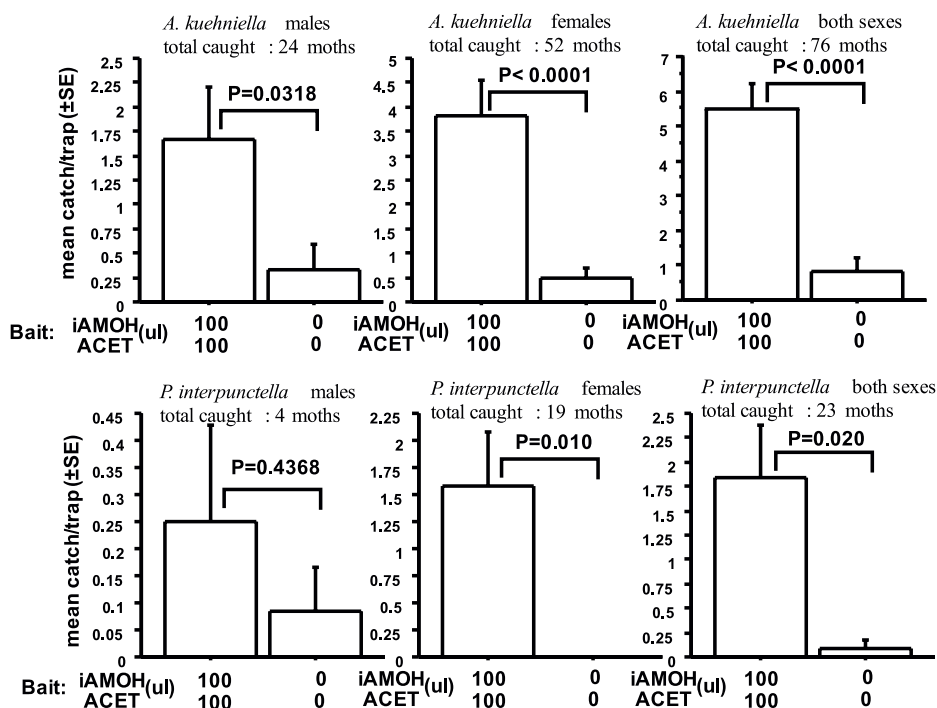 A. kuehniella males
total caught : 24 moths
A. kuehniella females
total caught : 52 moths
A. kuehniella both sexes
total caught : 76 moths
mean catch/trap (±SE)
2.5
2.25
2
1.75
1.5
1.25
1
0.75
0.5
0.25
0
P=0.0318
5
4.5
4
3.5
3
2.5
2
1.5
1
0.5
0
P< 0.0001
7
6
5
4
3
2
1
0
P< 0.0001
Bait: iAMOH (ul) 100 0 iAMOH (ul) 100 0 iAMOH (ul) 100 0
ACET 100 0 ACET 100 0 ACET 100 0
P. interpunctella males
total caught : 4 moths
P. interpunctella females
total caught : 19 moths
P. interpunctella both sexes
total caught : 23 moths
mean catch/trap (±SE)
0.45
0.4
0.35
0.3
0.25
0.2
0.15
0.1
0.05
0
P=0.4368
2.25
2
1.75
1.5
1.25
1
0.75
0.5
0.25
0
P=0.010
2.5
2.25
2
1.75
1.5
1.25
1
0.75
0.5
0.25
0
P=0.020
Bait: iAMOH (ul) 100 0 iAMOH (ul) 100 0 iAMOH (ul) 100 0
ACET 100 0 ACET 100 0 ACET 100 0